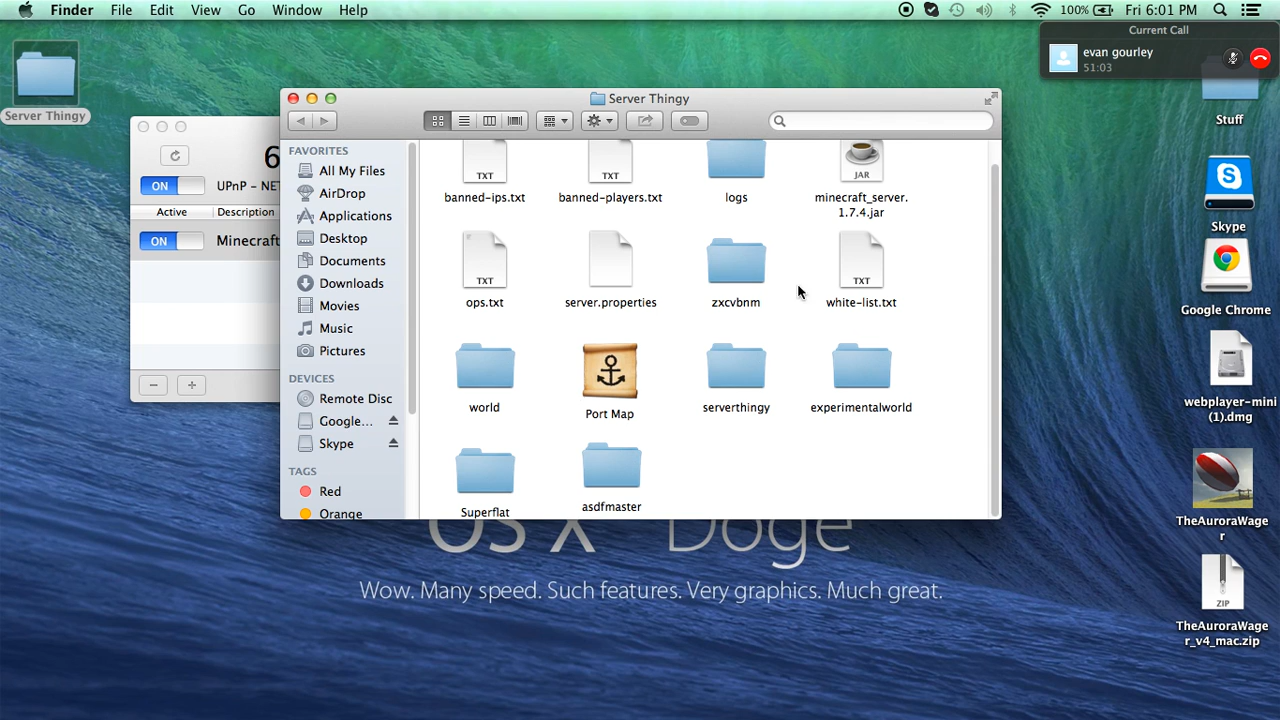 Finder File Edit View Go Window Help
100% Fri 6:01 PM
Current Call
evan gourley
51:03
Server Thingy
Stuff
Skype
Google Chrome
webplayer-mini
(1).dmg
TheAuroraWage
r
ZIP
TheAuroraWage
r_v4_mac.zip
6
ON UPnP - NE
Active Description
ON Minecraft
Server Thingy
FAVORITES
All My Files
AirDrop
Applications
Desktop
Documents
Downloads
Movies
Music
Pictures
DEVICES
Remote Disc
Google...
Skype
TAGS
Red
Orange
TXT TXT JAR
banned-ips.txt banned-players.txt logs minecraft_server.
1.7.4.jar
TXT TXT
ops.txt server.properties zxcvbnm white-list.txt
world Port Map serverthingy experimentalworld
Superflat asdfmaster
OS X Doge
Wow. Many speed. Such features. Very graphics. Much great.